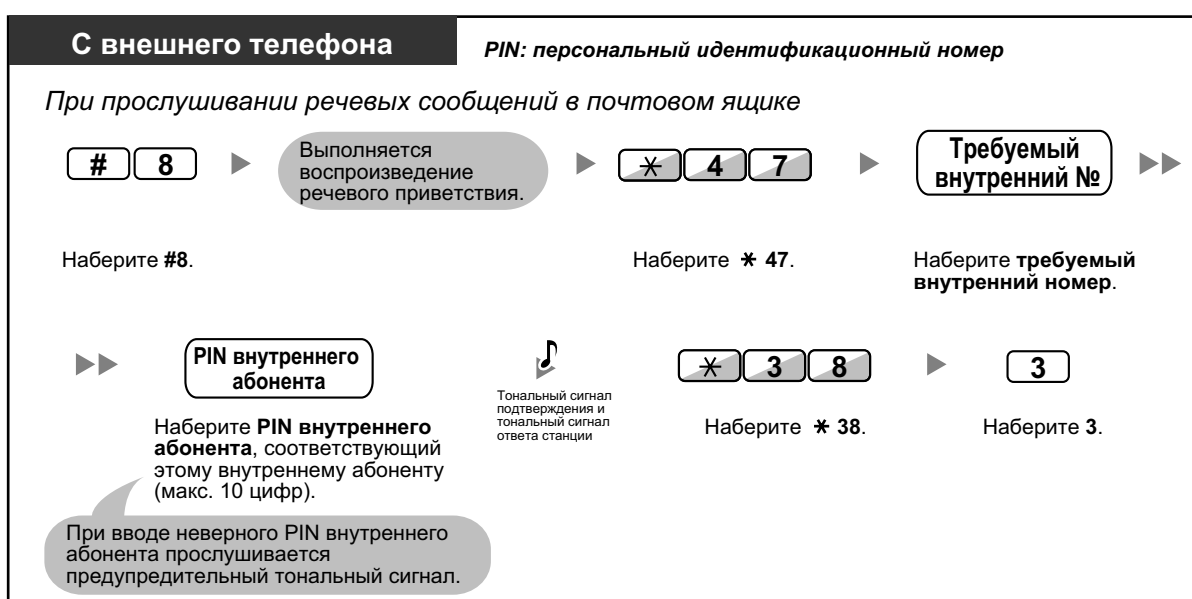 С внешнего телефона
PIN: персональный идентификационный номер
При прослушивании речевых сообщений в почтовом ящике
# 8
Выполняется
воспроизведение
речевого приветствия.
* 4 7
Требуемый
внутренний №
Наберите #8.
Наберите * 47.
Наберите требуемый
внутренний номер.
PIN внутреннего
абонента
Тональный сигнал
подтверждения и
тональный сигнал
ответа станции
* 3 8
3
Наберите PIN внутреннего
абонента, соответствующий
этому внутреннему абоненту
(макс. 10 цифр).
Наберите * 38.
Наберите 3.
При вводе неверного PIN внутреннего
абонента прослушивается
предупредительный тональный сигнал.